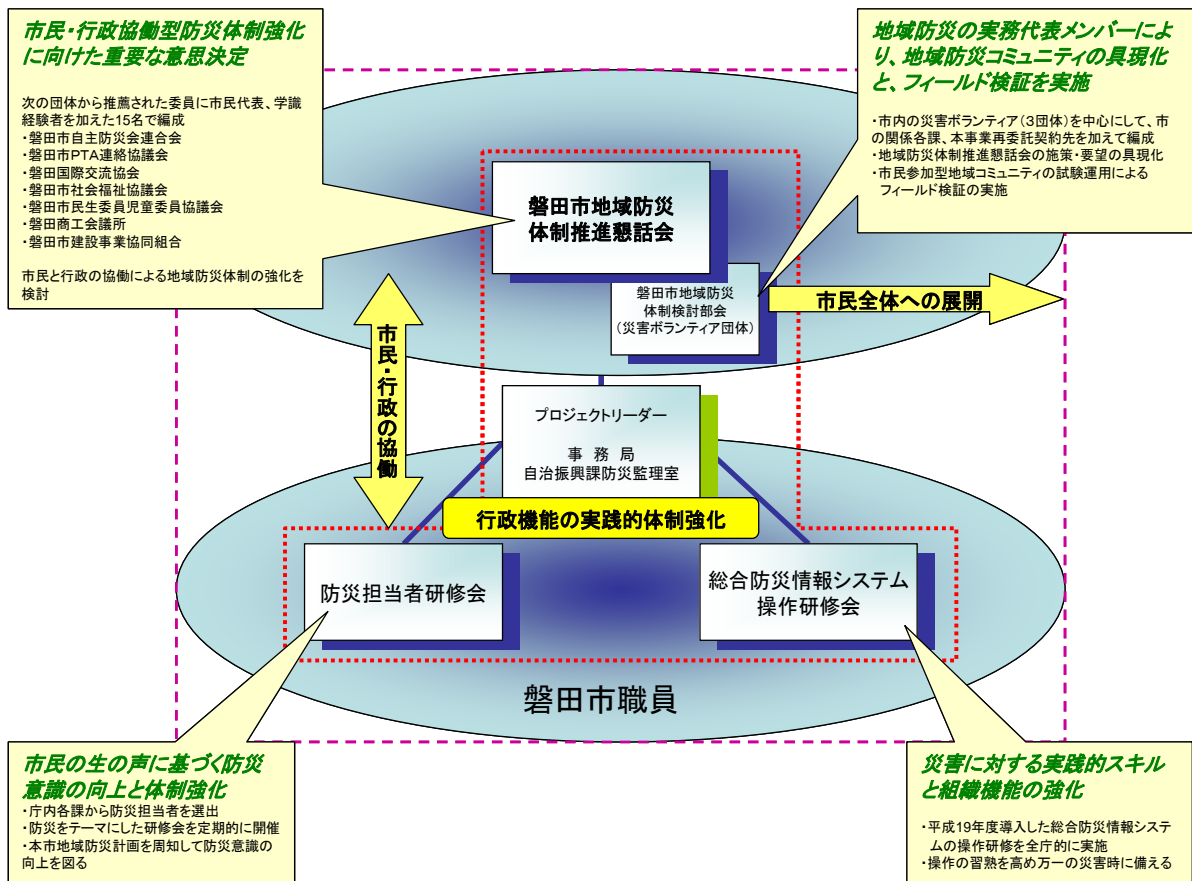 市民・行政協働型防災体制強化
に向けた重要な意思決定
次の団体から推薦された委員に市民代表、学識
経験者を加えた15名で編成
・磐田市自主防災会連合会
・磐田市PTA連絡協議会
・磐田国際交流協会
・磐田市社会福祉協議会
・磐田市民生委員児童委員協議会
・磐田商工会議所
・磐田市建設事業協同組合
市民と行政の協働による地域防災体制の強化を
検討
地域防災の実務代表メンバーによ
り、地域防災コミュニティの具現化
と、フィールド検証を実施
・市内の災害ボランティア(3団体)を中心にして、市
の関係各課、本事業再委託契約先を加えて編成
・地域防災体制推進懇話会の施策・要望の具現化
・市民参加型地域コミュニティの試験運用による
フィールド検証の実施
磐田市地域防災
体制推進懇話会
磐田市地域防災
体制検討部会
(災害ボランティア団体)
市民全体への展開
市民・行政の協働
プロジェクトリーダー
事 務 局
自治振興課防災監理室
行政機能の実践的体制強化
防災担当者研修会
総合防災情報システム
操作研修会
磐田市職員
市民の生の声に基づく防災
意識の向上と体制強化
・庁内各課から防災担当者を選出
・防災をテーマにした研修会を定期的に開催
・本市地域防災計画を周知して防災意識の
向上を図る
災害に対する実践的スキル
と組織機能の強化
・平成19年度導入した総合防災情報システ
ムの操作研修を全庁的に実施
・操作の習熟を高め万一の災害時に備える